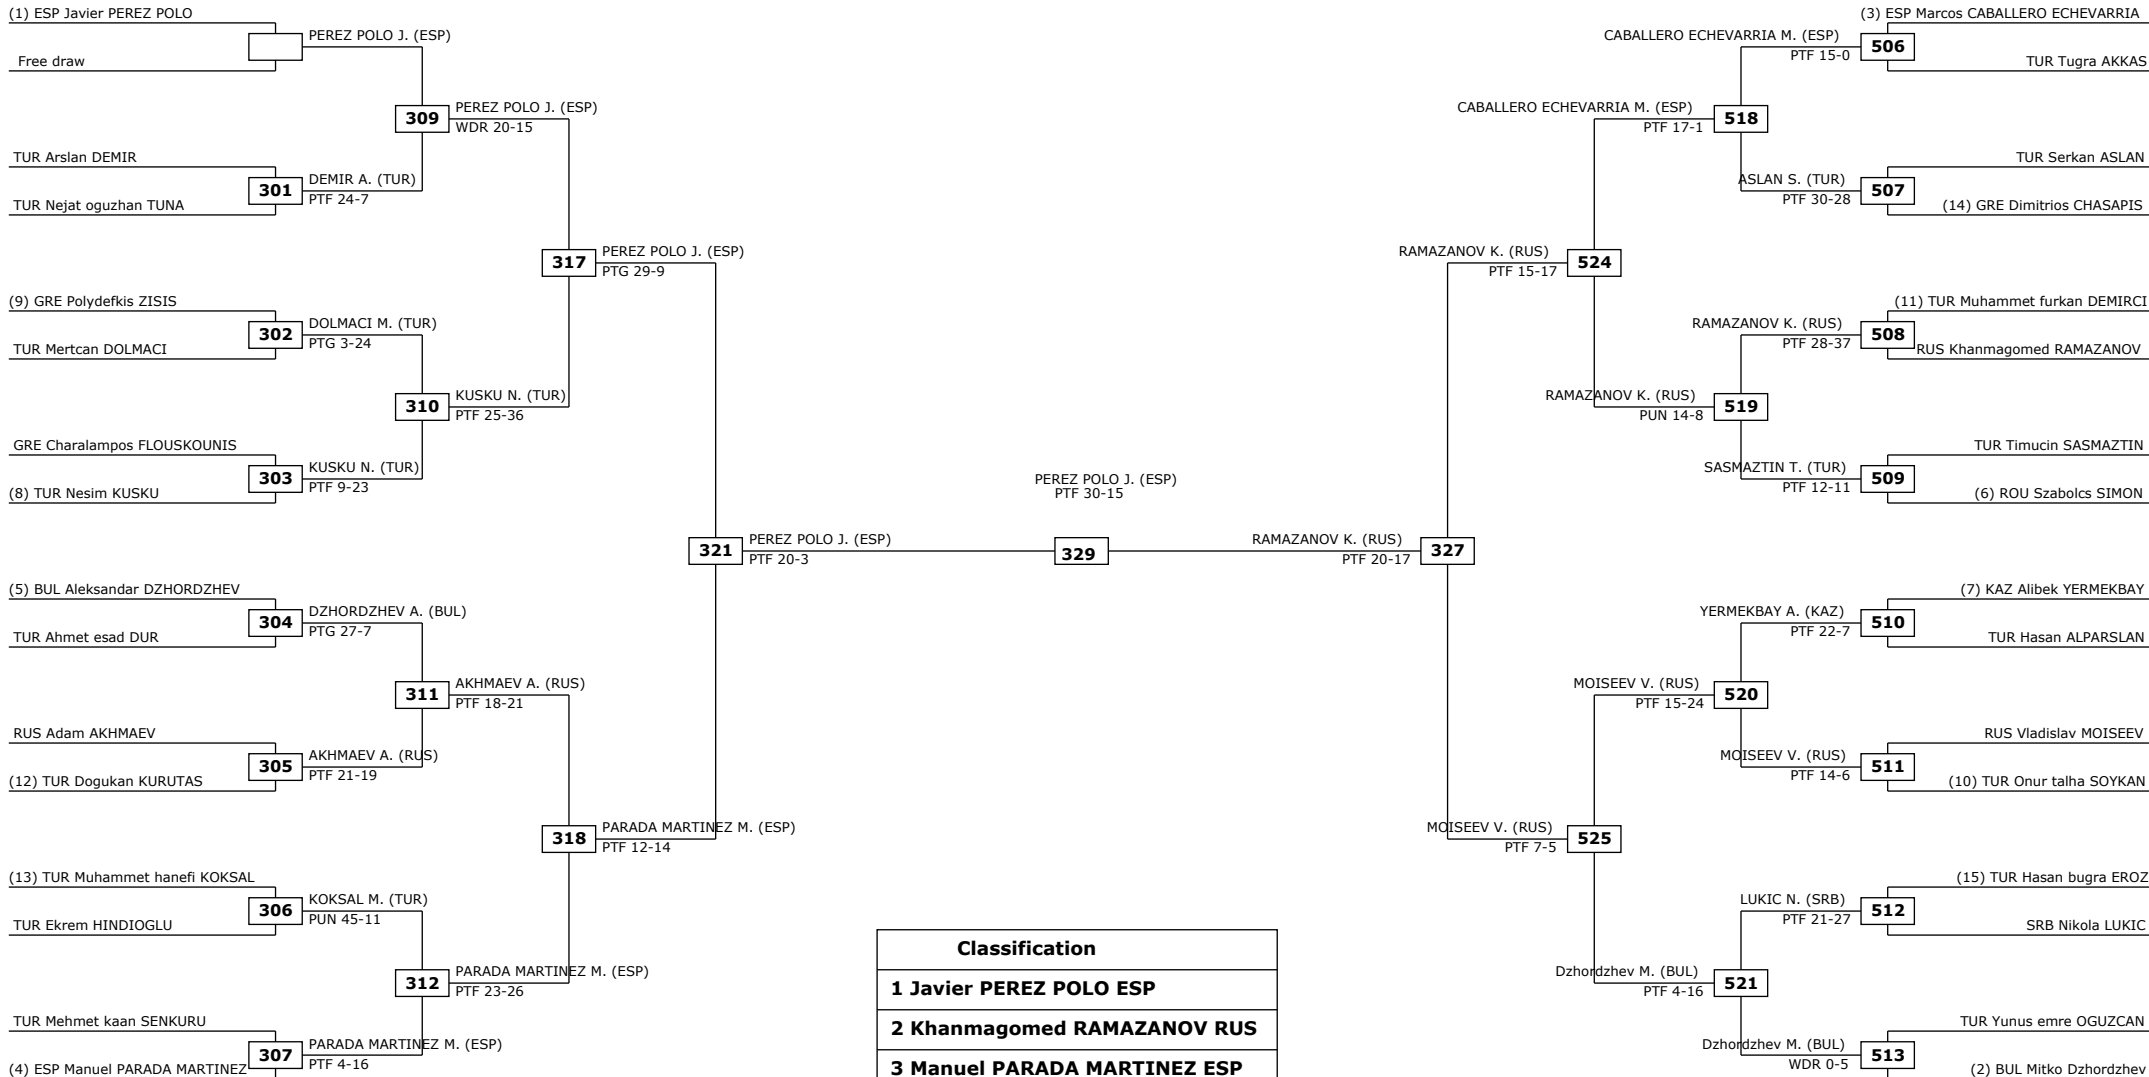 (1) ESP Javier PEREZ POLO
PEREZ POLO J. (ESP)
Free draw
309
PEREZ POLO J. (ESP)
WDR 20-15
TUR Arslan DEMIR
301
DEMIR A. (TUR)
PTF 24-7
TUR Nejat oguzhan TUNA
317
PEREZ POLO J. (ESP)
PTG 29-9
(9) GRE Polydefkis ZISIS
302
DOLMACI M. (TUR)
PTG 3-24
TUR Mertcan DOLMACI
310
KUSKU N. (TUR)
PTF 25-36
GRE Charalampos FLOUSKOUNIS
303
KUSKU N. (TUR)
PTF 9-23
(8) TUR Nesim KUSKU
321
PEREZ POLO J. (ESP)
PTF 20-3
(5) BUL Aleksandar DZHORDZHEV
304
DZHORDZHEV A. (BUL)
PTG 27-7
TUR Ahmet esad DUR
311
AKHMAEV A. (RUS)
PTF 18-21
RUS Adam AKHMAEV
305
AKHMAEV A. (RUS)
PTF 21-19
(12) TUR Dogukan KURUTAS
318
PARADA MARTINEZ M. (ESP)
PTF 12-14
(13) TUR Muhammet hanefi KOKSAL
306
KOKSAL M. (TUR)
PUN 45-11
TUR Ekrem HINDIOGLU
312
PARADA MARTINEZ M. (ESP)
PTF 23-26
TUR Mehmet kaan SENKURU
307
PARADA MARTINEZ M. (ESP)
PTF 4-16
(4) ESP Manuel PARADA MARTINEZ
PEREZ POLO J. (ESP)
PTF 30-15
329
(3) ESP Marcos CABALLERO ECHEVARRIA
CABALLERO ECHEVARRIA M. (ESP)
PTF 15-0
506
TUR Tugra AKKAS
CABALLERO ECHEVARRIA M. (ESP)
PTF 17-1
518
TUR Serkan ASLAN
ASLAN S. (TUR)
PTF 30-28
507
(14) GRE Dimitrios CHASAPIS
RAMAZANOV K. (RUS)
PTF 15-17
524
(11) TUR Muhammet furkan DEMIRCI
RAMAZANOV K. (RUS)
PTF 28-37
508
RUS Khanmagomed RAMAZANOV
RAMAZANOV K. (RUS)
PUN 14-8
519
TUR Timucin SASMAZTIN
SASMAZTIN T. (TUR)
PTF 12-11
509
(6) ROU Szabolcs SIMON
RAMAZANOV K. (RUS)
PTF 20-17
327
(7) KAZ Alibek YERMEKBAY
YERMEKBAY A. (KAZ)
PTF 22-7
510
TUR Hasan ALPARSLAN
MOISEEV V. (RUS)
PTF 15-24
520
RUS Vladislav MOISEEV
MOISEEV V. (RUS)
PTF 14-6
511
(10) TUR Onur talha SOYKAN
MOISEEV V. (RUS)
PTF 7-5
525
(15) TUR Hasan bugra EROZ
LUKIC N. (SRB)
PTF 21-27
512
SRB Nikola LUKIC
Dzhordzhev M. (BUL)
PTF 4-16
521
TUR Yunus emre OGUZCAN
Dzhordzhev M. (BUL)
WDR 0-5
513
(2) BUL Mitko Dzhordzhev
Classification
1 Javier PEREZ POLO ESP
2 Khanmagomed RAMAZANOV RUS
3 Manuel PARADA MARTINEZ ESP